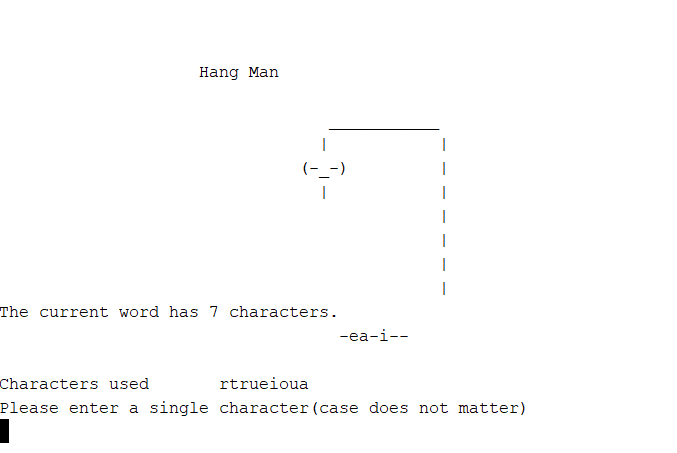 Hang Man
(-_-)
The current word has 7 characters.
-ea-i--
Characters used rtrueioua
Please enter a single character(case does not matter)